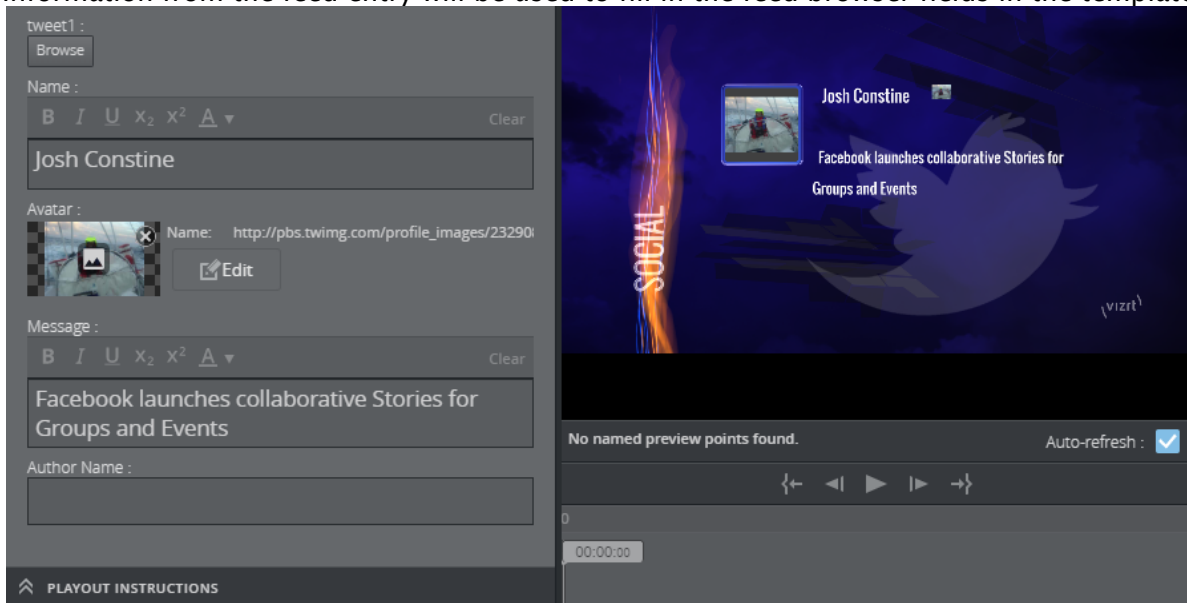 information from the feed entry will be used to fill in the feed browser fields in the templat
tweet1 :
Browse
Name :
B I U X₂ X² A ▾ Clear
Josh Constine
Avatar :
Name: http://pbs.twimg.com/profile_images/23290
Edit
Message :
B I U X₂ X² A ▾ Clear
Facebook launches collaborative Stories for
Groups and Events
Author Name :
PLAYOUT INSTRUCTIONS
SOCIAL
Josh Constine
Facebook launches collaborative Stories for
Groups and Events
vizrt
No named preview points found.
Auto-refresh :
0
00:00:00